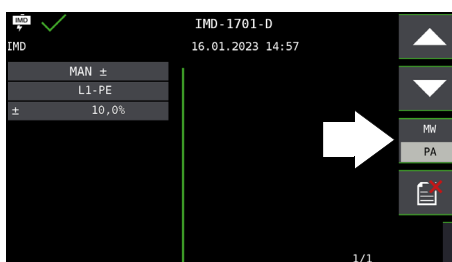 IMD
IMD-1701-D
IMD
16.01.2023 14:57
MAN ±
L1-PE
± 10,0%
MW
PA
1/1